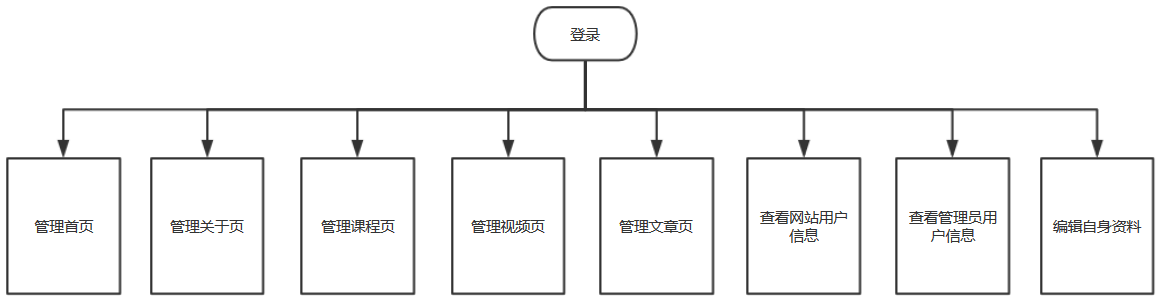 登录
管理首页
管理关于页
管理课程页
管理视频页
管理文章页
查看网站用户
信息
查看管理员用
户信息
编辑自身资料